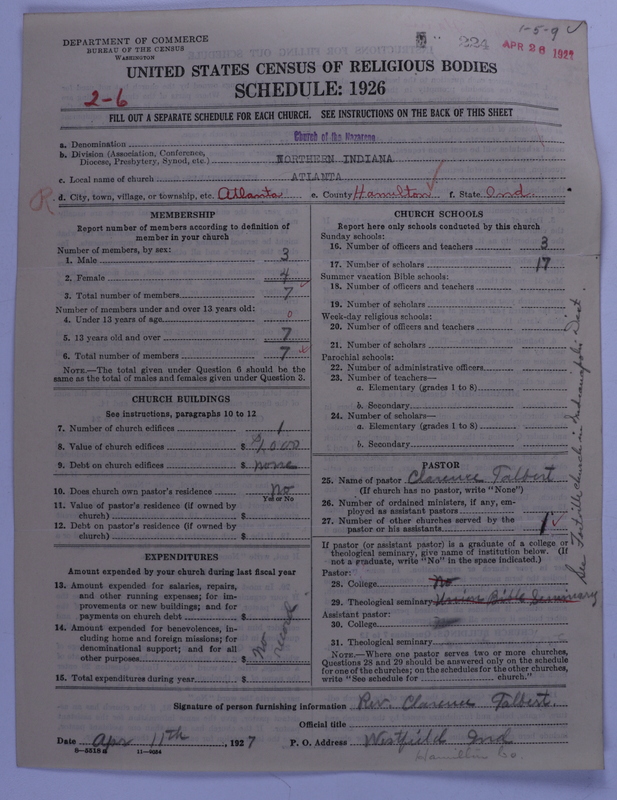 1-5-9 ✓
DEPARTMENT OF COMMERCE
BUREAU OF THE CENSUS
WASHINGTON
224
APR 28 1927
UNITED STATES CENSUS OF RELIGIOUS BODIES
SCHEDULE: 1926
2-6
FILL OUT A SEPARATE SCHEDULE FOR EACH CHURCH. SEE INSTRUCTIONS ON THE BACK OF THIS SHEET
a. Denomination Church of the Nazarene
b. Division (Association, Conference, Diocese, Presbytery, Synod, etc.) NORTHERN INDIANA
c. Local name of church ATLANTA
R d. City, town, village, or township, etc. Atlanta e. County Hamilton f. State Ind.
MEMBERSHIP
Report number of members according to definition of
member in your church
Number of members, by sex:
1. Male 3
2. Female 4
3. Total number of members 7
Number of members under and over 13 years old:
4. Under 13 years of age 0
5. 13 years old and over 7
6. Total number of members 7
NOTE.—The total given under Question 6 should be
same as the total of males and females given under Question 3.
CHURCH BUILDINGS
See instructions, paragraphs 10 to 12
7. Number of church edifices 1
8. Value of church edifices $ $1,000
9. Debt on church edifices $ none
10. Does church own pastor's residence No
Yes or No
11. Value of pastor's residence (if owned by
church) $
12. Debt on pastor's residence (if owned by
church) $
EXPENDITURES
Amount expended by your church during last fiscal year
13. Amount expended for salaries, repairs,
and other running expenses; for im-
provements or new buildings; and for
payments on church debt $
14. Amount expended for benevolences, in-
cluding home and foreign missions; for
denominational support; and for all
other purposes $
no record
15. Total expenditures during year $
CHURCH SCHOOLS
Report here only schools conducted by this church
Sunday schools:
16. Number of officers and teachers 3
17. Number of scholars 17
Summer vacation Bible schools:
18. Number of officers and teachers
19. Number of scholars
Week-day religious schools:
20. Number of officers and teachers
21. Number of scholars
Parochial schools:
22. Number of administrative officers
23. Number of teachers—
a. Elementary (grades 1 to 8)
b. Secondary
24. Number of scholars—
a. Elementary (grades 1 to 8)
b. Secondary
PASTOR
25. Name of pastor Clarence Talbert
(If church has no pastor, write "None")
26. Number of ordained ministers, if any, em-
ployed as assistant pastors
27. Number of other churches served by the
pastor or his assistants 1
If pastor (or assistant pastor) is a graduate of a college or
theological seminary, give name of institution below. (If
not a graduate, write "No" in the space indicated.)
Pastor:
28. College No
29. Theological seminary Union Bible Seminary
Assistant pastor:
30. College
31. Theological seminary
NOTE.—Where one pastor serves two or more churches,
Questions 28 and 29 should be answered only on the schedule
for one of the churches; on the schedules for the other churches,
write "See schedule for church."
See Fortville church in Indianapolis Dist.
Signature of person furnishing information Rev. Clarence Talbert
Official title
Date Apr 11th, 1927 P. O. Address Westfield Ind
Hamilton Co.
8—5318 a 11—9034